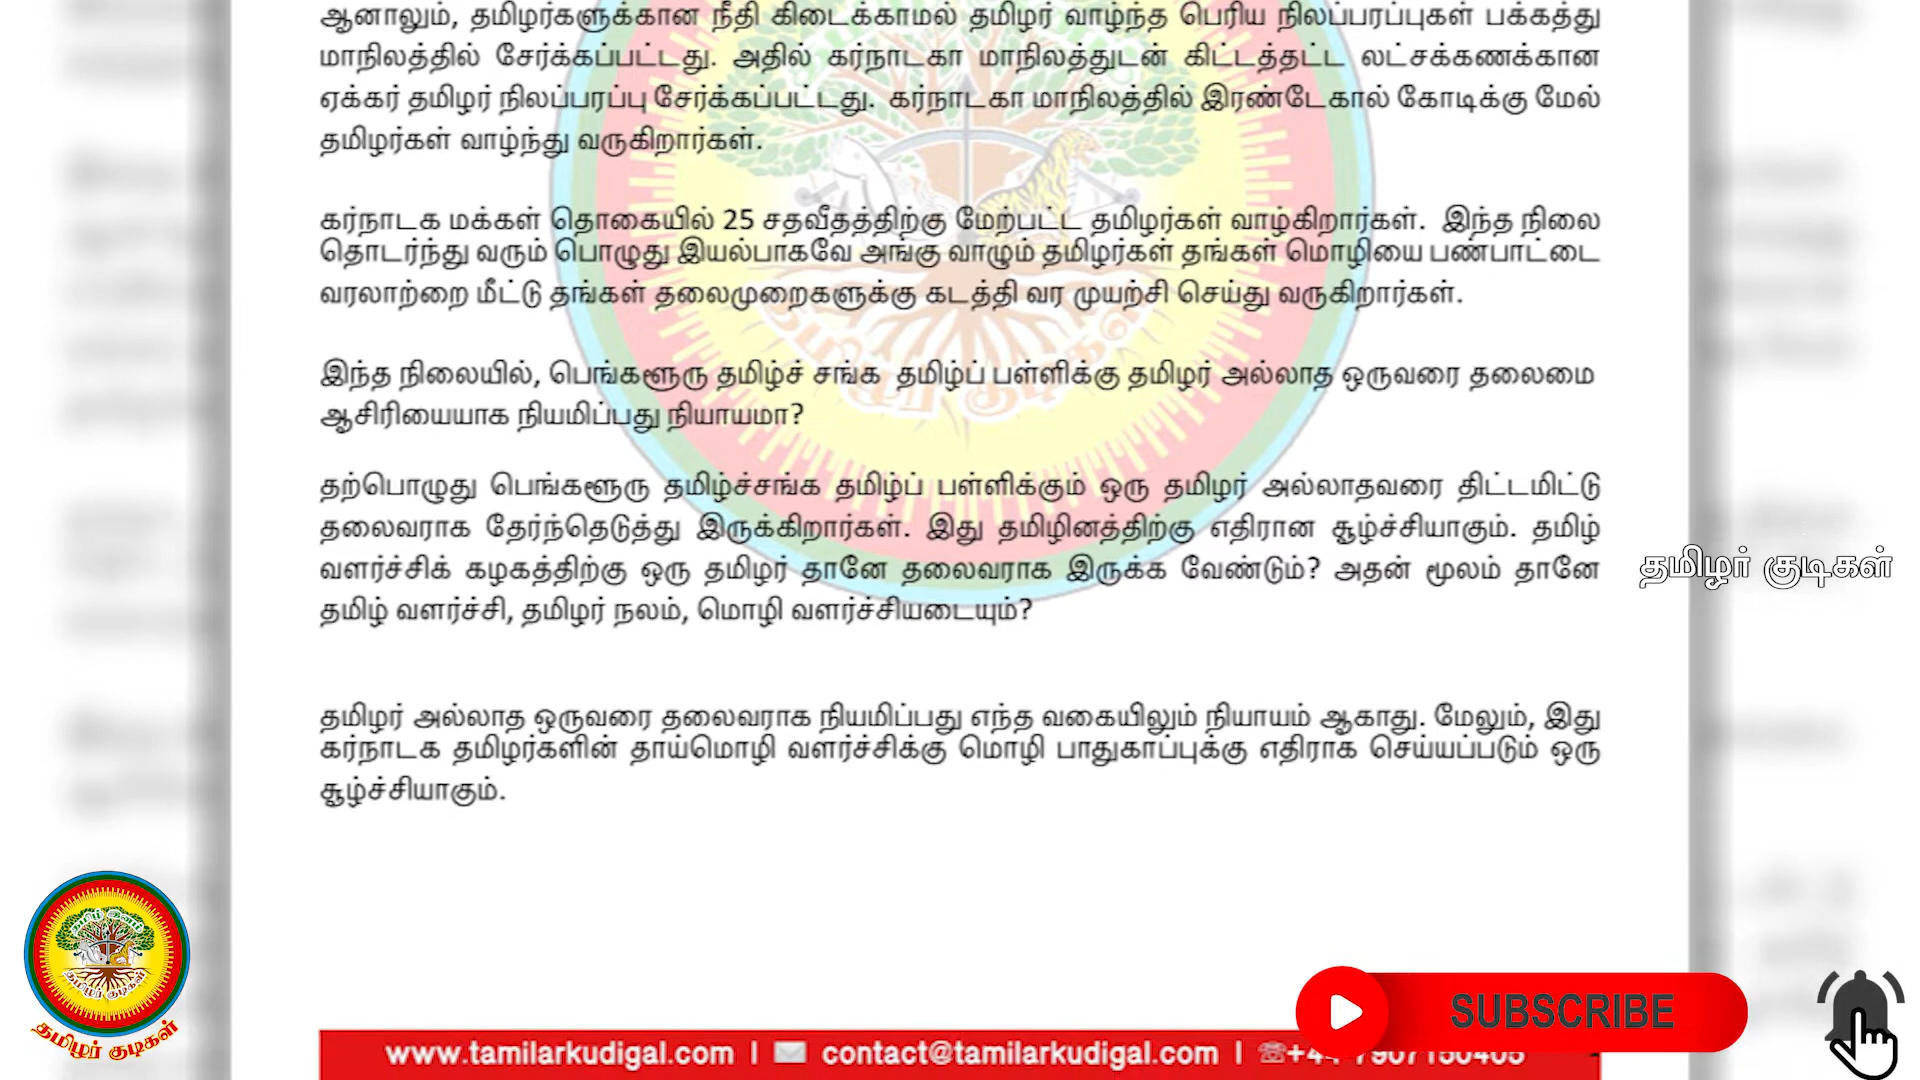 ஆனாலும், தமிழர்களுக்கான நீதி கிடைக்காமல் தமிழர் வாழ்ந்த பெரிய நிலப்பரப்புகள் பக்கத்து
மாநிலத்தில் சேர்க்கப்பட்டது. அதில் கர்நாடகா மாநிலத்துடன் கிட்டத்தட்ட லட்சக்கணக்கான
ஏக்கர் தமிழர் நிலப்பரப்பு சேர்க்கப்பட்டது. கர்நாடகா மாநிலத்தில் இரண்டேகால் கோடிக்கு மேல்
தமிழர்கள் வாழ்ந்து வருகிறார்கள்.
கர்நாடக மக்கள் தொகையில் 25 சதவீதத்திற்கு மேற்பட்ட தமிழர்கள் வாழ்கிறார்கள். இந்த நிலை
தொடர்ந்து வரும் பொழுது இயல்பாகவே அங்கு வாழும் தமிழர்கள் தங்கள் மொழியை பண்பாட்டை
வரலாற்றை மீட்டு தங்கள் தலைமுறைகளுக்கு கடத்தி வர முயற்சி செய்து வருகிறார்கள்.
இந்த நிலையில், பெங்களூரு தமிழ்ச் சங்க தமிழ்ப் பள்ளிக்கு தமிழர் அல்லாத ஒருவரை தலைமை
ஆசிரியையாக நியமிப்பது நியாயமா?
தற்பொழுது பெங்களூரு தமிழ்ச்சங்க தமிழ்ப் பள்ளிக்கும் ஒரு தமிழர் அல்லாதவரை திட்டமிட்டு
தலைவராக தேர்ந்தெடுத்து இருக்கிறார்கள். இது தமிழினத்திற்கு எதிரான சூழ்ச்சியாகும். தமிழ்
வளர்ச்சிக் கழகத்திற்கு ஒரு தமிழர் தானே தலைவராக இருக்க வேண்டும்? அதன் மூலம் தானே
தமிழ் வளர்ச்சி, தமிழர் நலம், மொழி வளர்ச்சியடையும்?
தமிழர் குடிகள்
தமிழர் அல்லாத ஒருவரை தலைவராக நியமிப்பது எந்த வகையிலும் நியாயம் ஆகாது. மேலும், இது
கர்நாடக தமிழர்களின் தாய்மொழி வளர்ச்சிக்கு மொழி பாதுகாப்புக்கு எதிராக செய்யப்படும் ஒரு
சூழ்ச்சியாகும்.
தமிழ் இனம்
தமிழர் குடிகள்
தமிழர் குடிகள்
SUBSCRIBE
www.tamilarkudigal.com | contact@tamilarkudigal.com |